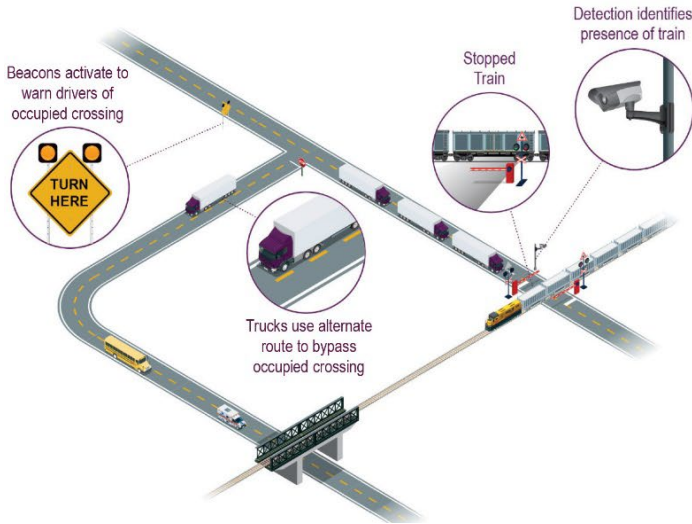 Detection identifies
presence of train
Stopped
Train
Beacons activate to
warn drivers of
occupied crossing
TURN
HERE
Trucks use alternate
route to bypass
occupied crossing